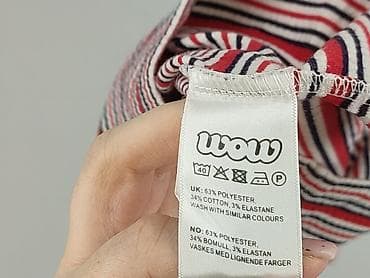 wow
40 P
UK: 63% POLYESTER,
34% COTTON, 3% ELASTANE
WASH WITH SIMILAR COLOURS
NO: 63% POLYESTER,
34% BOMULL, 3% ELASTAN
VASKES MED LIGNENDE FARGER